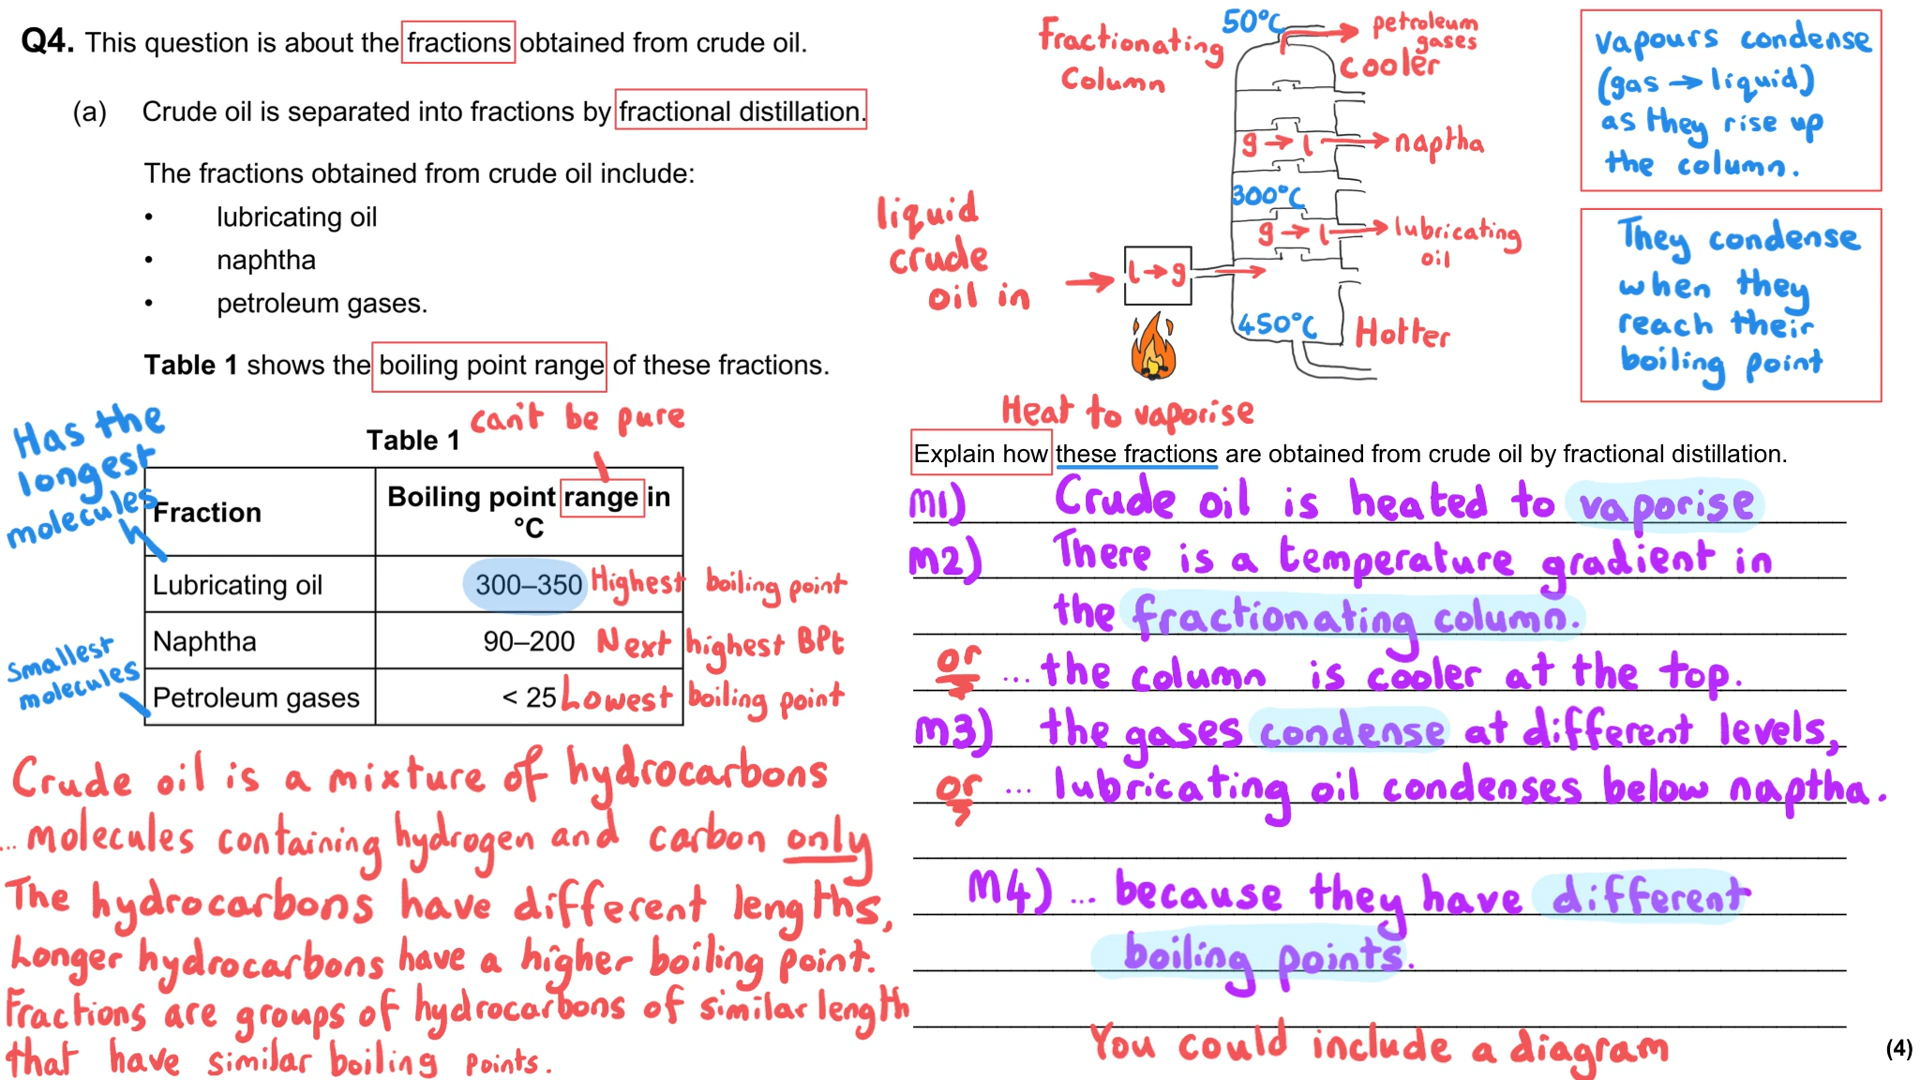 Q4. This question is about the fractions obtained from crude oil.
(a) Crude oil is separated into fractions by fractional distillation.
The fractions obtained from crude oil include:
• lubricating oil
• naphtha
• petroleum gases.
Table 1 shows the boiling point range of these fractions.
Has the
longest
molecules
can't be pure
Table 1
Fraction
Boiling point range in
°C
Lubricating oil 300–350 Highest boiling point
Naphtha 90–200 Next highest BPt
Petroleum gases < 25 Lowest boiling point
Smallest
molecules
Crude oil is a mixture of hydrocarbons
... molecules containing hydrogen and carbon only
The hydrocarbons have different lengths,
Longer hydrocarbons have a higher boiling point.
Fractions are groups of hydrocarbons of similar length
that have similar boiling points.
Fractionating
Column
50°C
petroleum
gases
cooler
g → l
naptha
300°C
g → l
lubricating
oil
liquid
crude
oil in
l → g
450°C
Hotter
Heat to vaporise
vapours condense
(gas → liquid)
as they rise up
the column.
They condense
when they
reach their
boiling point
Explain how these fractions are obtained from crude oil by fractional distillation.
M1) Crude oil is heated to vaporise
M2) There is a temperature gradient in
the fractionating column.
or ... the column is cooler at the top.
M3) the gases condense at different levels,
or ... lubricating oil condenses below naptha.
M4) ... because they have different
boiling points.
You could include a diagram
(4)